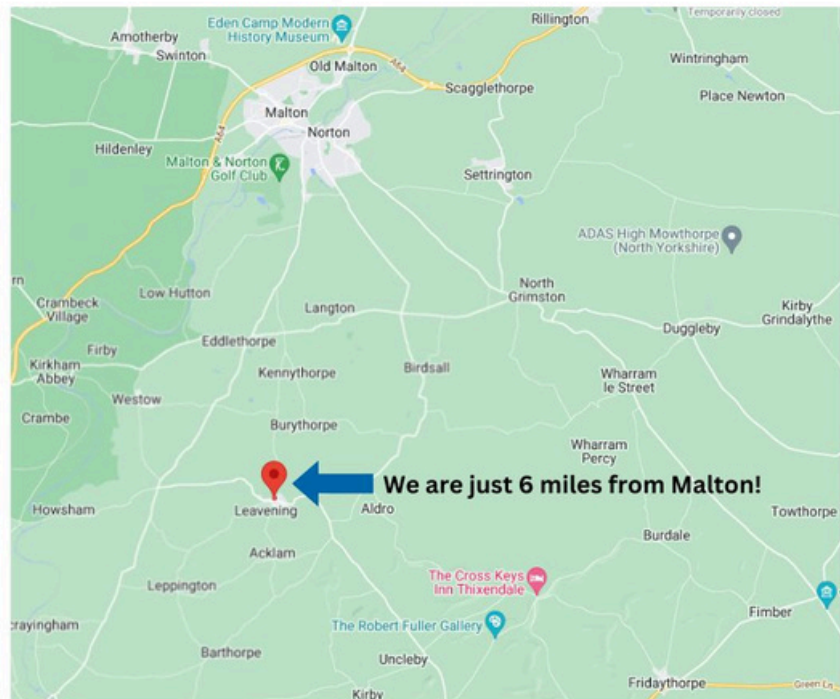 Temporarily closed
Eden Camp Modern
History Museum
Rillington
Amotherby
Swinton
Old Malton
A64
Wintringham
Scagglethorpe
Place Newton
Malton
Norton
A64
Hildenley
Malton & Norton
Golf Club
Settrington
ADAS High Mowthorpe
(North Yorkshire)
Low Hutton
North
Grimston
Crambeck
Village
Langton
Kirby
Grindalythe
Duggleby
Firby
Eddlethorpe
Kirkham
Abbey
Kennythorpe
Birdsall
Wharram
le Street
Westow
Crambe
Burythorpe
Wharram
Percy
We are just 6 miles from Malton!
Howsham
Leavening
Aldro
Towthorpe
Burdale
Acklam
Leppington
The Cross Keys
Inn Thixendale
Fimber
The Robert Fuller Gallery
crayingham
Barthorpe
Uncleby
Fridaythorpe
Green La
Kirby